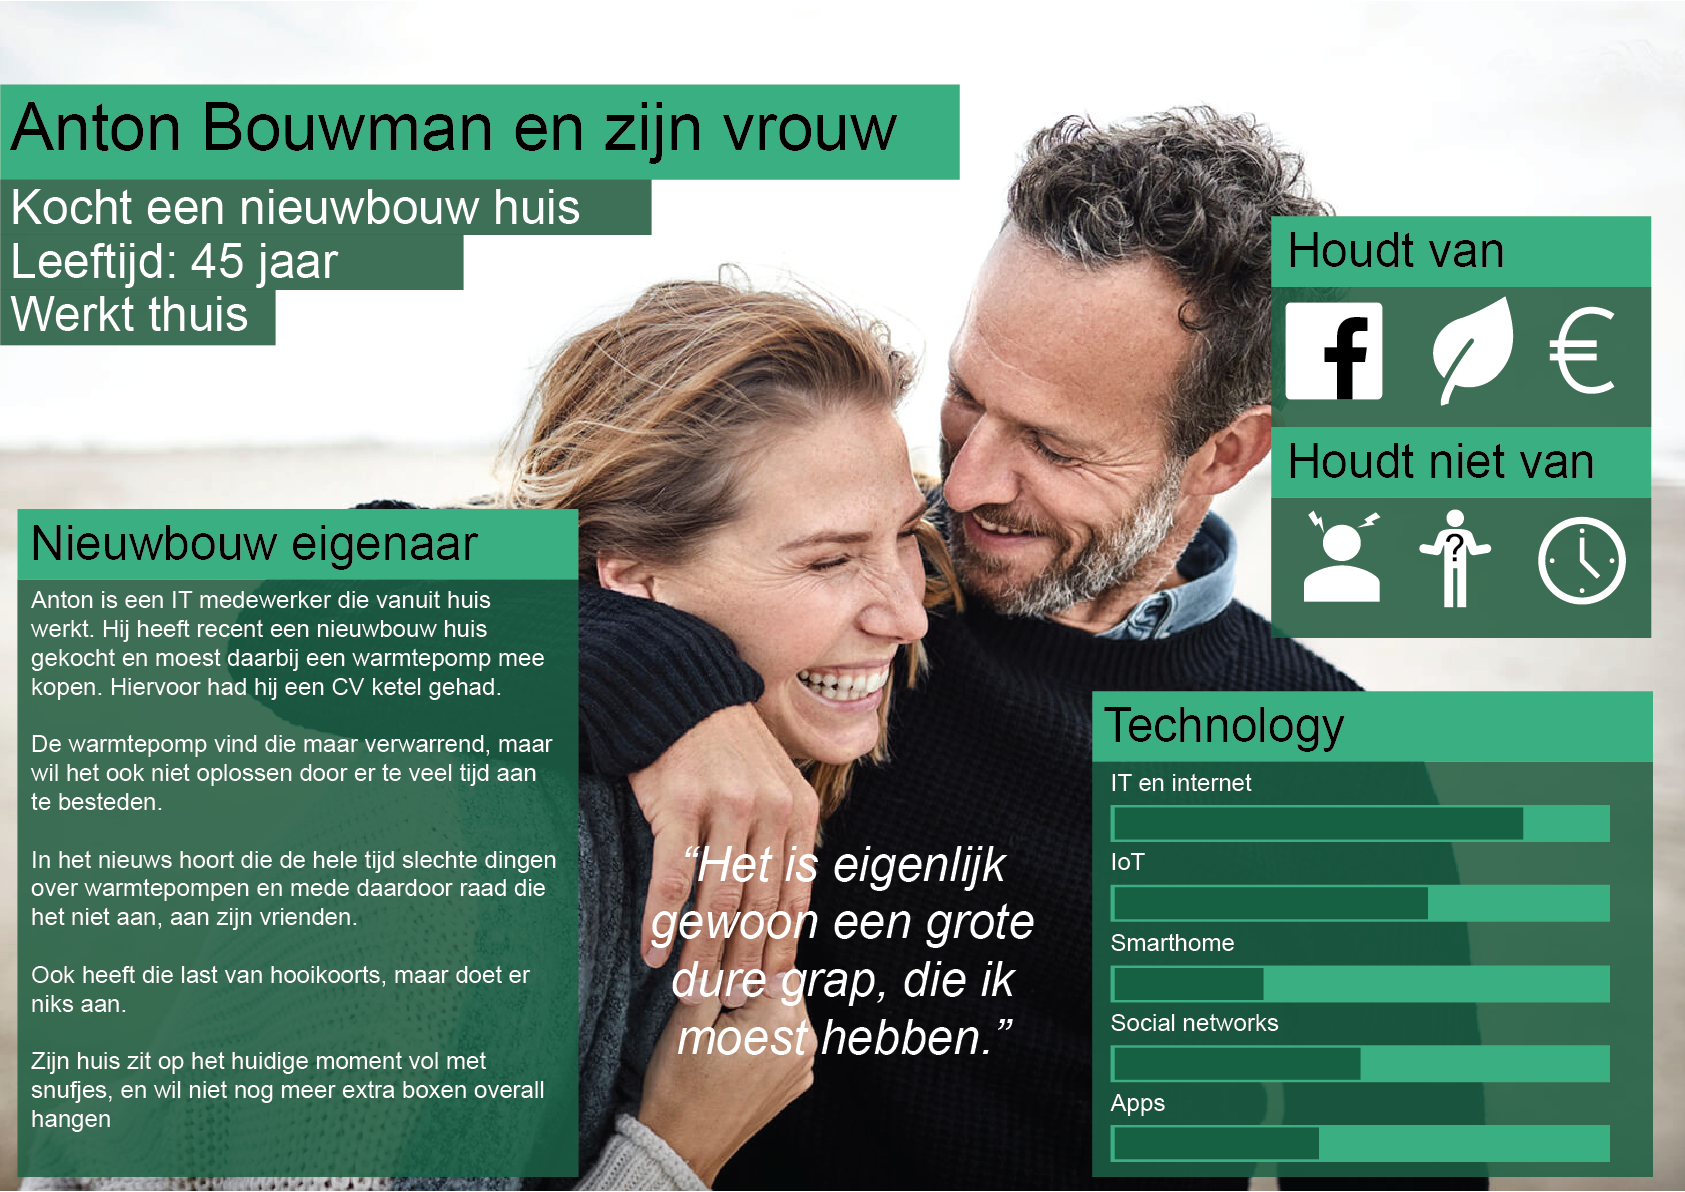 Anton Bouwman en zijn vrouw
Kocht een nieuwbouw huis
Leeftijd: 45 jaar
Werkt thuis
Houdt van
f
€
Houdt niet van
?
Nieuwbouw eigenaar
Anton is een IT medewerker die vanuit huis
werkt. Hij heeft recent een nieuwbouw huis
gekocht en moest daarbij een warmtepomp mee
kopen. Hiervoor had hij een CV ketel gehad.
De warmtepomp vind die maar verwarrend, maar
wil het ook niet oplossen door er te veel tijd aan
te besteden.
In het nieuws hoort die de hele tijd slechte dingen
over warmtepompen en mede daardoor raad die
het niet aan, aan zijn vrienden.
Ook heeft die last van hooikoorts, maar doet er
niks aan.
Zijn huis zit op het huidige moment vol met
snufjes, en wil niet nog meer extra boxen overall
hangen
“Het is eigenlijk
gewoon een grote
dure grap, die ik
moest hebben.”
Technology
IT en internet
IoT
Smarthome
Social networks
Apps